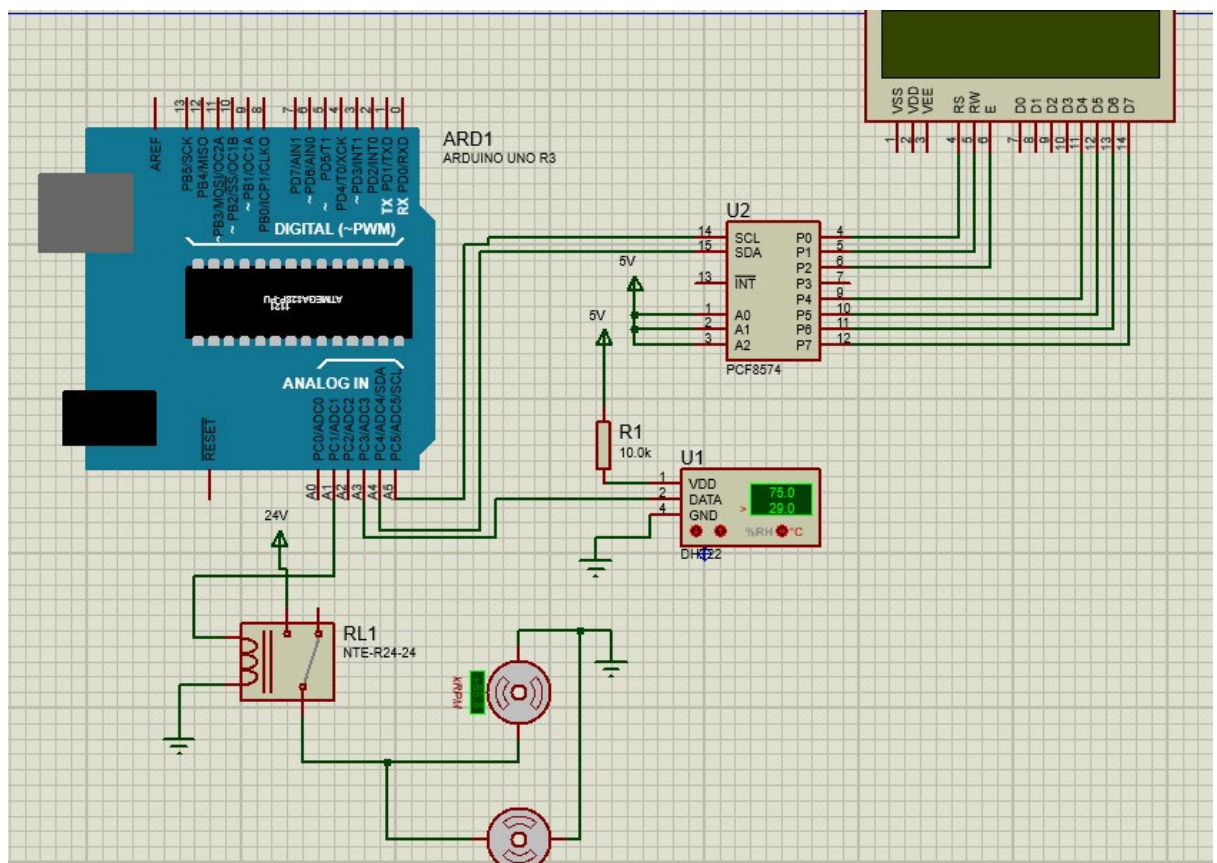 VSS
VDD
VEE
RS
RW
E
D0
D1
D2
D3
D4
D5
D6
D7
1
2
3
4
5
6
7
8
9
10
11
12
13
14
13
12
11
10
9
8
7
6
5
4
3
2
1
0
AREF
PB5/SCK
PB4/MISO
~PB3/MOSI/OC2A
~PB2/SS/OC1B
~PB1/OC1A
PB0/ICP1/CLKO
PD7/AIN1
~PD6/AIN0
~PD5/T1
PD4/T0/XCK
~PD3/INT1
PD2/INT0
TX PD1/TXD
RX PD0/RXD
DIGITAL (~PWM)
ARD1
ARDUINO UNO R3
ATMEGA328P-PU
1121
ANALOG IN
RESET
PC0/ADC0
PC1/ADC1
PC2/ADC2
PC3/ADC3
PC4/ADC4/SDA
PC5/ADC5/SCL
A0
A1
A2
A3
A4
A5
U2
14 SCL P0 4
15 SDA P1 5
P2 6
13 INT P3 7
P4 9
1 A0 P5 10
2 A1 P6 11
3 A2 P7 12
PCF8574
5V
5V
R1
10.0k
U1
1 VDD
2 DATA
4 GND
75.0
29.0
>
%RH °C
24V
RL1
NTE-R24-24
kRPM